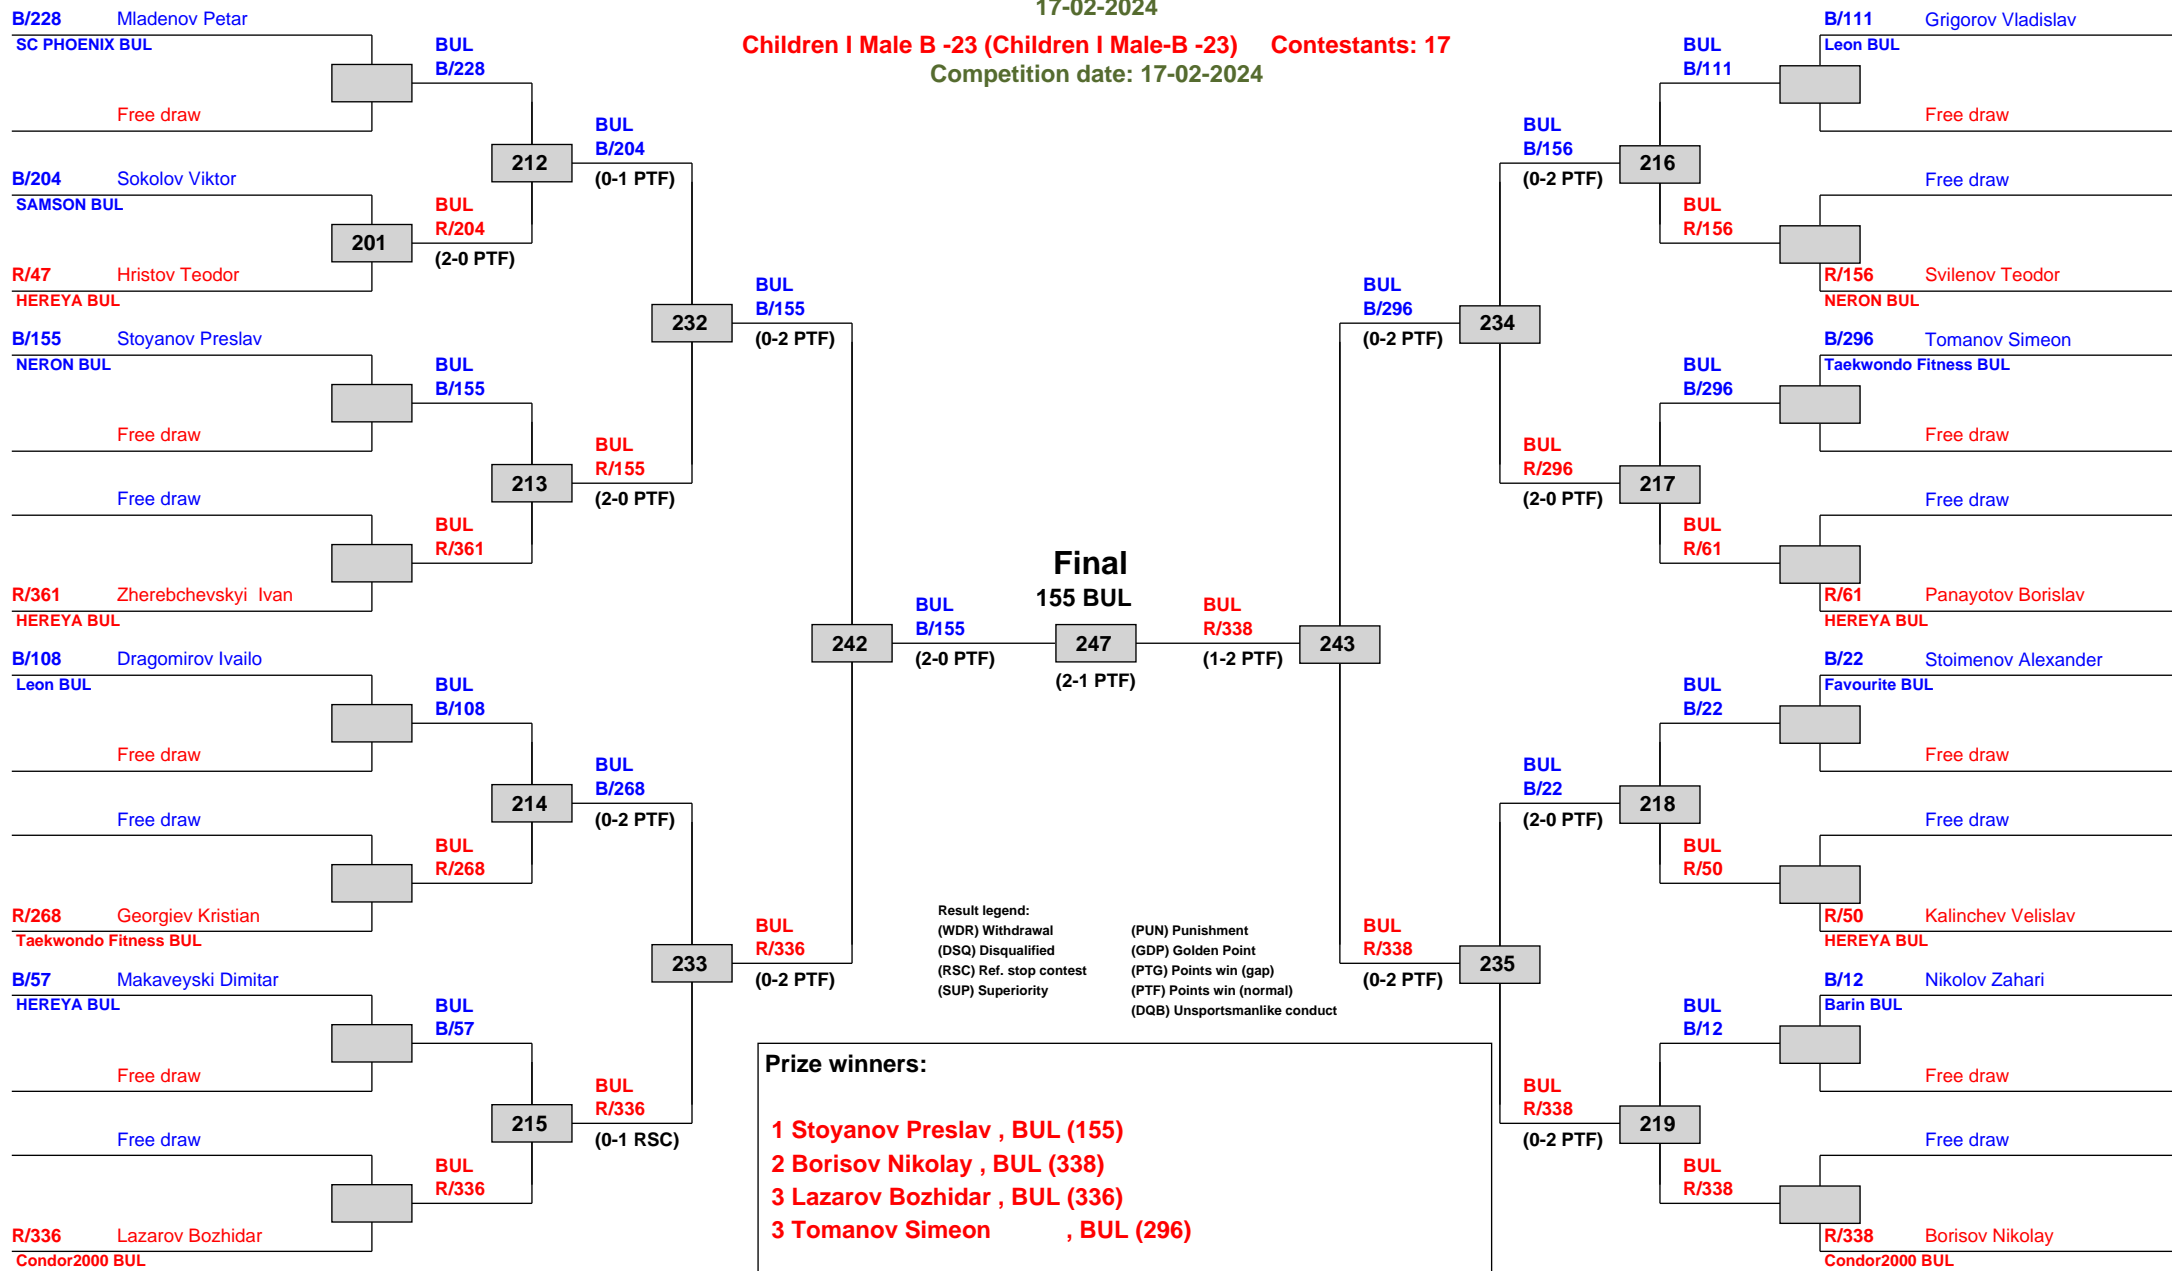 17-02-2024
Children I Male B -23 (Children I Male-B -23) Contestants: 17
Competition date: 17-02-2024
B/228 Mladenov Petar
SC PHOENIX BUL
Free draw
BUL
B/228
B/204 Sokolov Viktor
SAMSON BUL
201
R/47 Hristov Teodor
HEREYA BUL
BUL
R/204
(2-0 PTF)
212
BUL
B/204
(0-1 PTF)
B/155 Stoyanov Preslav
NERON BUL
Free draw
BUL
B/155
Free draw
R/361 Zherebchevskyi Ivan
HEREYA BUL
BUL
R/361
213
BUL
R/155
(2-0 PTF)
232
BUL
B/155
(0-2 PTF)
B/108 Dragomirov Ivailo
Leon BUL
Free draw
BUL
B/108
Free draw
R/268 Georgiev Kristian
Taekwondo Fitness BUL
BUL
R/268
214
BUL
B/268
(0-2 PTF)
B/57 Makaveyski Dimitar
HEREYA BUL
Free draw
BUL
B/57
Free draw
R/336 Lazarov Bozhidar
Condor2000 BUL
BUL
R/336
215
BUL
R/336
(0-1 RSC)
233
BUL
R/336
(0-2 PTF)
242
BUL
B/155
(2-0 PTF)
Final
155 BUL
247
(2-1 PTF)
BUL
R/338
(1-2 PTF)
243
BUL
B/296
(0-2 PTF)
234
BUL
B/156
(0-2 PTF)
216
BUL
B/111
B/111 Grigorov Vladislav
Leon BUL
Free draw
Free draw
BUL
R/156
R/156 Svilenov Teodor
NERON BUL
BUL
R/296
(2-0 PTF)
217
BUL
B/296
B/296 Tomanov Simeon
Taekwondo Fitness BUL
Free draw
Free draw
BUL
R/61
R/61 Panayotov Borislav
HEREYA BUL
BUL
R/338
(0-2 PTF)
235
BUL
B/22
(2-0 PTF)
218
BUL
B/22
B/22 Stoimenov Alexander
Favourite BUL
Free draw
Free draw
BUL
R/50
R/50 Kalinchev Velislav
HEREYA BUL
BUL
R/338
(0-2 PTF)
219
BUL
B/12
B/12 Nikolov Zahari
Barin BUL
Free draw
Free draw
BUL
R/338
R/338 Borisov Nikolay
Condor2000 BUL
Result legend:
(WDR) Withdrawal (PUN) Punishment
(DSQ) Disqualified (GDP) Golden Point
(RSC) Ref. stop contest (PTG) Points win (gap)
(SUP) Superiority (PTF) Points win (normal)
(DQB) Unsportsmanlike conduct
Prize winners:
1 Stoyanov Preslav , BUL (155)
2 Borisov Nikolay , BUL (338)
3 Lazarov Bozhidar , BUL (336)
3 Tomanov Simeon , BUL (296)